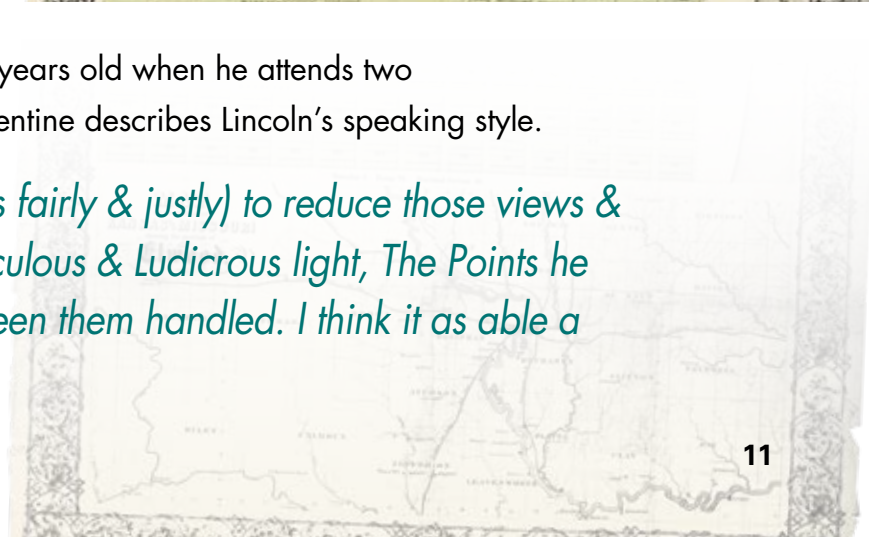 years old when he attends two
entine describes Lincoln’s speaking style.
s fairly & justly) to reduce those views &
culous & Ludicrous light, The Points he
een them handled. I think it as able a
11